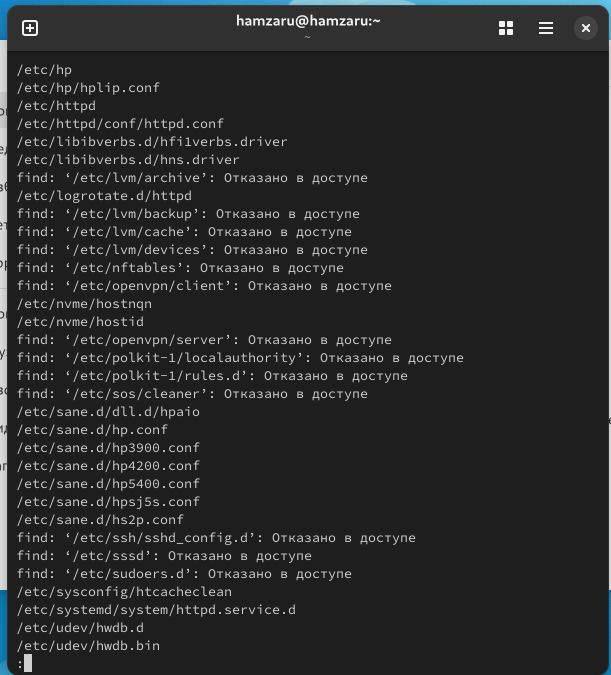 hamzaru@hamzaru:~
~
/etc/hp
/etc/hp/hplip.conf
/etc/httpd
/etc/httpd/conf/httpd.conf
/etc/libibverbs.d/hfi1verbs.driver
/etc/libibverbs.d/hns.driver
find: ‘/etc/lvm/archive’: Отказано в доступе
/etc/logrotate.d/httpd
find: ‘/etc/lvm/backup’: Отказано в доступе
find: ‘/etc/lvm/cache’: Отказано в доступе
find: ‘/etc/lvm/devices’: Отказано в доступе
find: ‘/etc/nftables’: Отказано в доступе
find: ‘/etc/openvpn/client’: Отказано в доступе
/etc/nvme/hostnqn
/etc/nvme/hostid
find: ‘/etc/openvpn/server’: Отказано в доступе
find: ‘/etc/polkit-1/localauthority’: Отказано в доступе
find: ‘/etc/polkit-1/rules.d’: Отказано в доступе
find: ‘/etc/sos/cleaner’: Отказано в доступе
/etc/sane.d/dll.d/hpaio
/etc/sane.d/hp.conf
/etc/sane.d/hp3900.conf
/etc/sane.d/hp4200.conf
/etc/sane.d/hp5400.conf
/etc/sane.d/hpsj5s.conf
/etc/sane.d/hs2p.conf
find: ‘/etc/ssh/sshd_config.d’: Отказано в доступе
find: ‘/etc/sssd’: Отказано в доступе
find: ‘/etc/sudoers.d’: Отказано в доступе
/etc/sysconfig/htcacheclean
/etc/systemd/system/httpd.service.d
/etc/udev/hwdb.d
/etc/udev/hwdb.bin
: